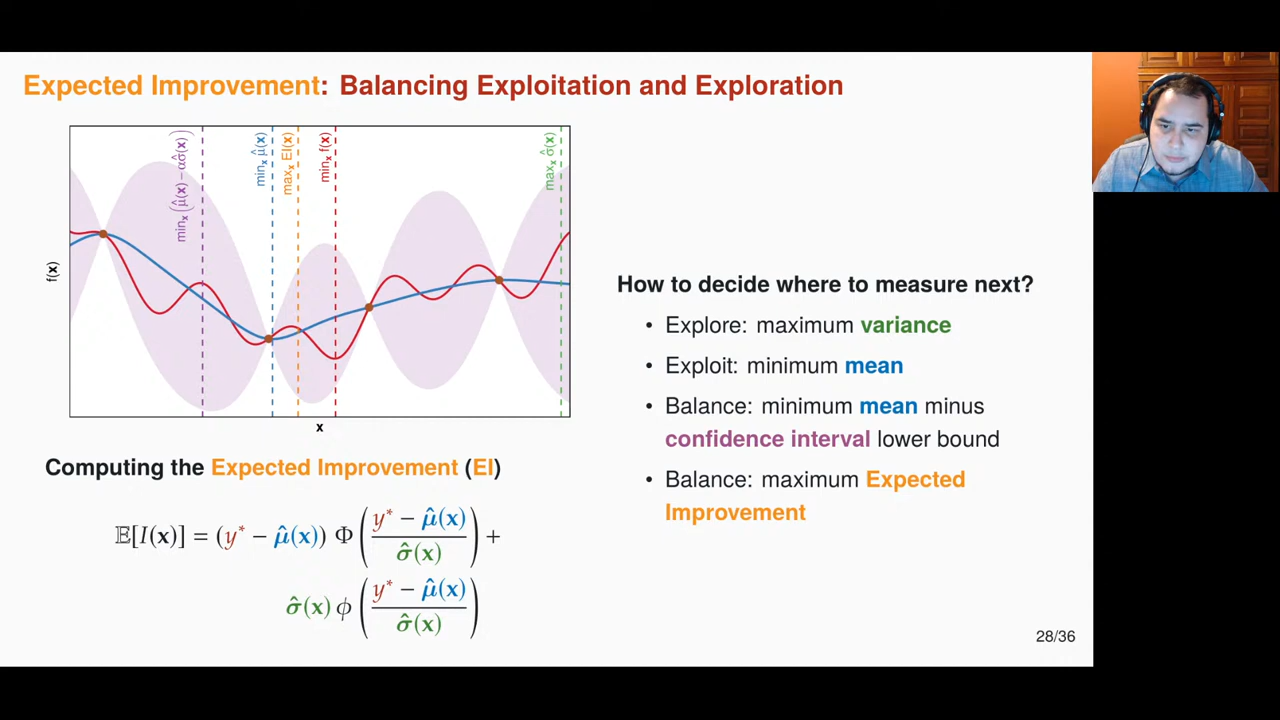 Expected Improvement: Balancing Exploitation and Exploration
min_x (μ̂(x) − ασ̂(x))
min_x μ̂(x)
max_x EI(x)
min_x f(x)
max_x σ̂(x)
f(x)
x
Computing the Expected Improvement (EI)
𝔼[I(x)] = (y* − μ̂(x)) Φ ( (y* − μ̂(x)) / σ̂(x) ) +
σ̂(x) ϕ ( (y* − μ̂(x)) / σ̂(x) )
How to decide where to measure next?
• Explore: maximum variance
• Exploit: minimum mean
• Balance: minimum mean minus
confidence interval lower bound
• Balance: maximum Expected
Improvement
28/36